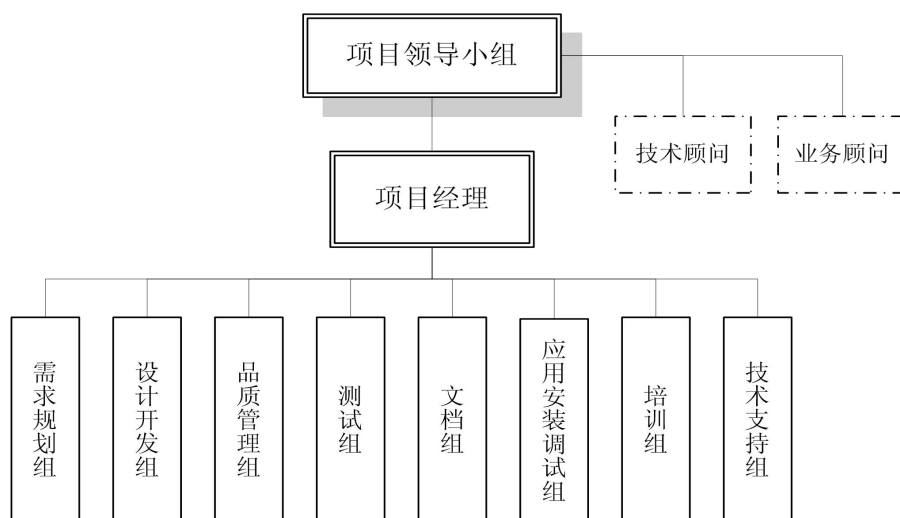 项目领导小组
技术顾问
业务顾问
项目经理
需求规划组
设计开发组
品质管理组
测试组
文档组
应用安装调试组
培训组
技术支持组